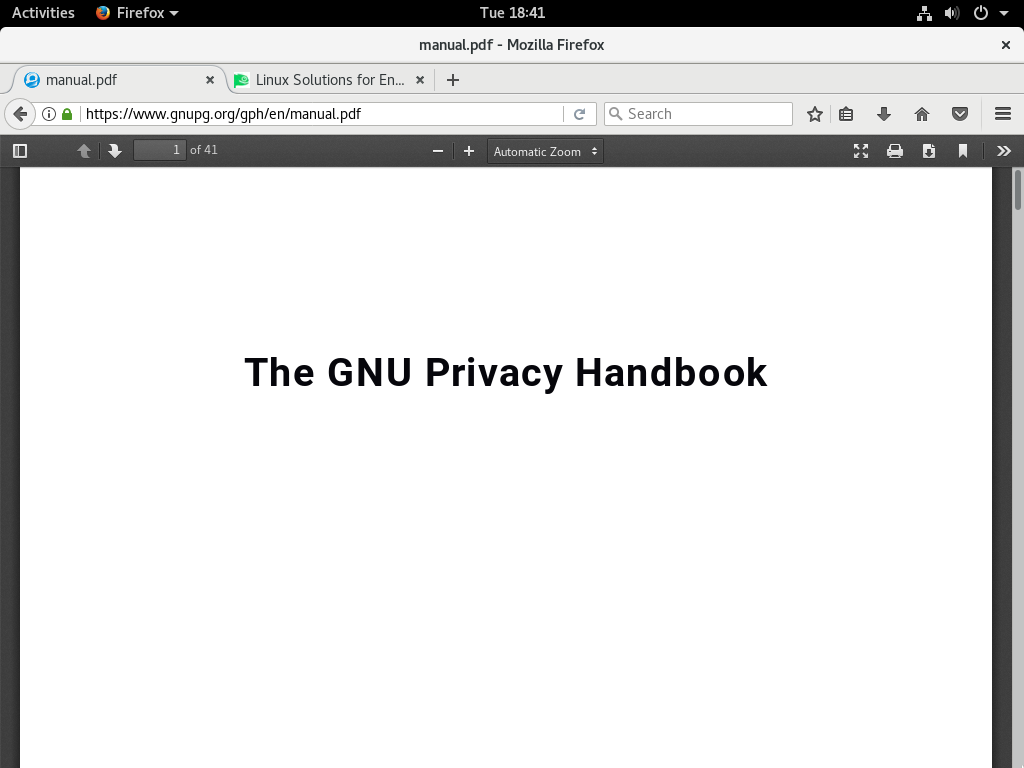 Activities Firefox Tue 18:41
manual.pdf - Mozilla Firefox
manual.pdf Linux Solutions for En...
https://www.gnupg.org/gph/en/manual.pdf Search
1 of 41 Automatic Zoom
The GNU Privacy Handbook